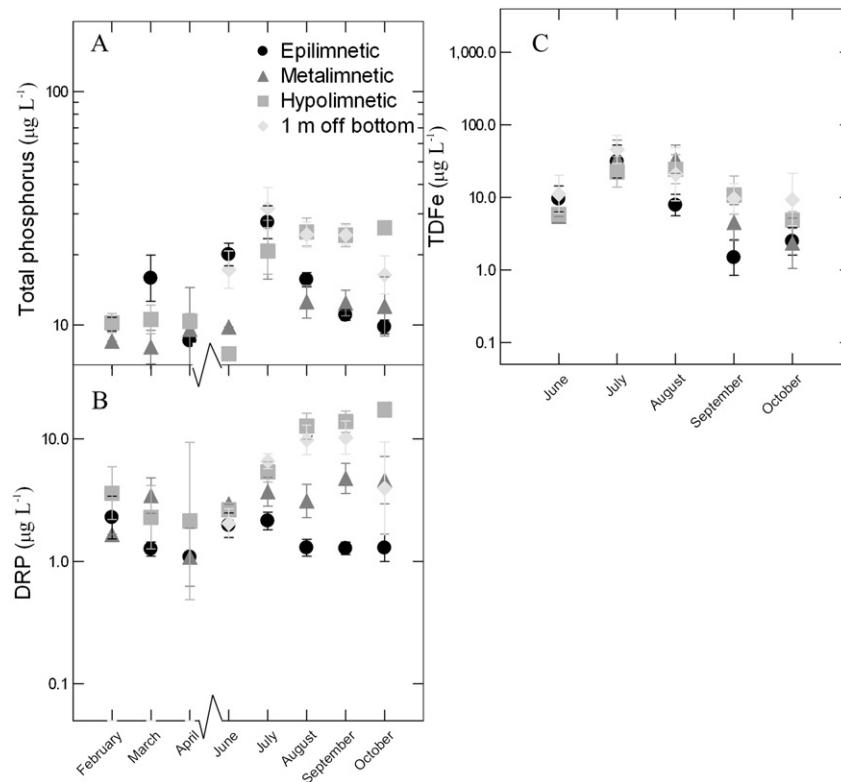 A
Epilimnetic
Metalimnetic
Hypolimnetic
1 m off bottom
Total phosphorus (µg L⁻¹)
100
10
B
DRP (µg L⁻¹)
10.0
1.0
0.1
February
March
April
June
July
August
September
October
C
TDFe (µg L⁻¹)
1,000.0
100.0
10.0
1.0
0.1
June
July
August
September
October